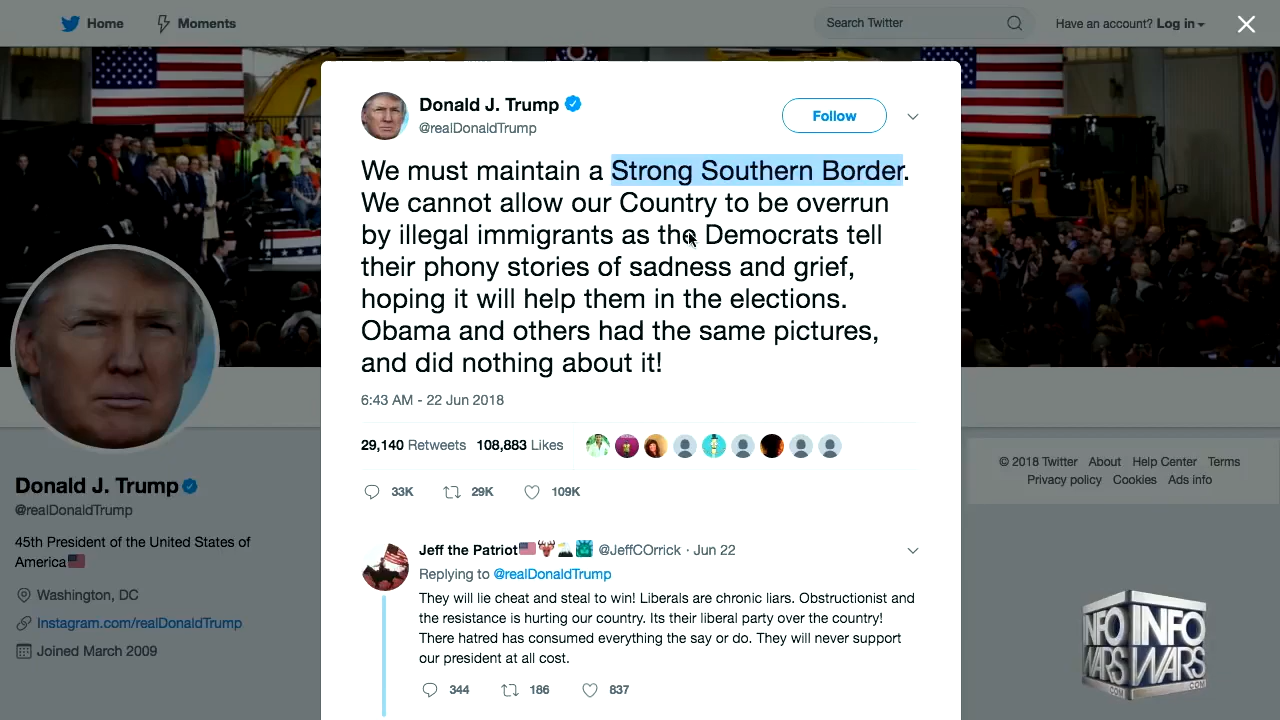 Home
Moments
Search Twitter
Have an account? Log in
Donald J. Trump
@realDonaldTrump
Follow
We must maintain a Strong Southern Border.
We cannot allow our Country to be overrun
by illegal immigrants as the Democrats tell
their phony stories of sadness and grief,
hoping it will help them in the elections.
Obama and others had the same pictures,
and did nothing about it!
6:43 AM - 22 Jun 2018
29,140 Retweets 108,883 Likes
33K 29K 109K
Jeff the Patriot @JeffCOrrick · Jun 22
Replying to @realDonaldTrump
They will lie cheat and steal to win! Liberals are chronic liars. Obstructionist and
the resistance is hurting our country. Its their liberal party over the country!
There hatred has consumed everything the say or do. They will never support
our president at all cost.
344 186 837
Donald J. Trump
@realDonaldTrump
45th President of the United States of
America
Washington, DC
Instagram.com/realDonaldTrump
Joined March 2009
© 2018 Twitter About Help Center Terms
Privacy policy Cookies Ads info
INFO INFO
WARS WARS
.COM .COM